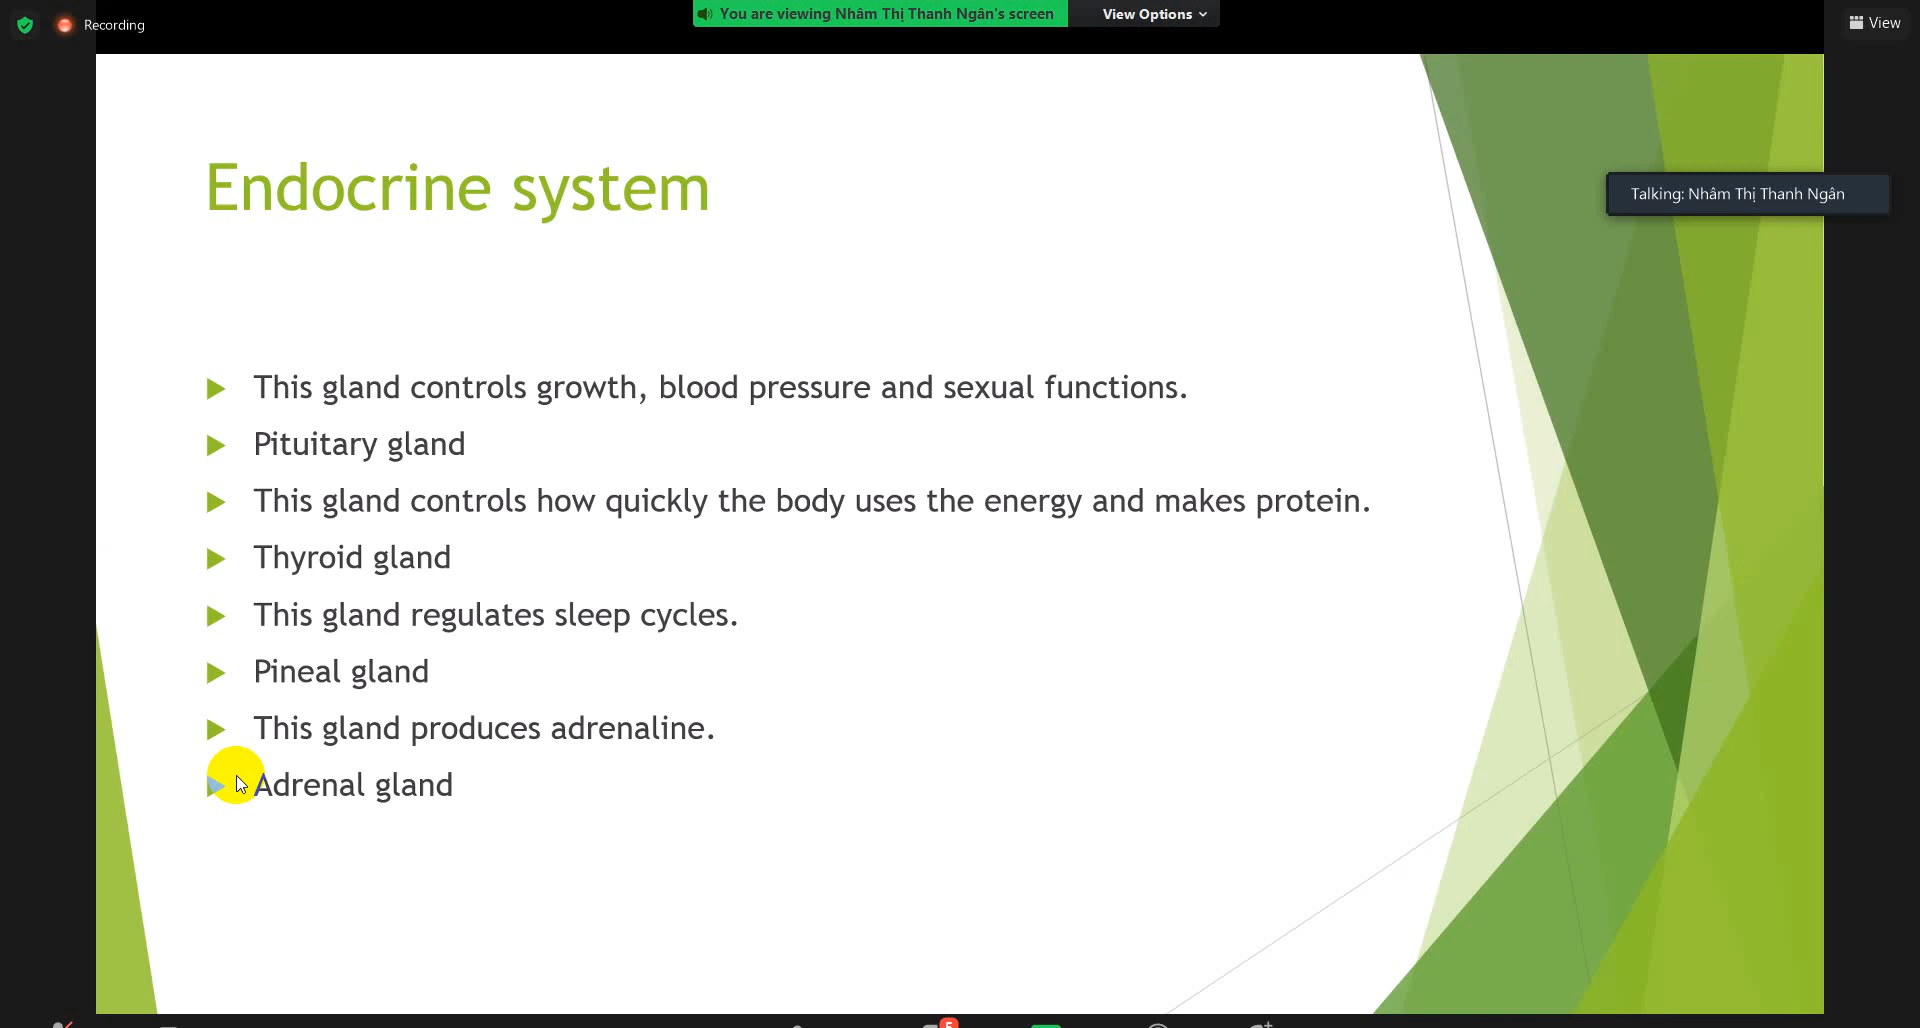 Recording
You are viewing Nhâm Thị Thanh Ngân's screen
View Options
View
Talking: Nhâm Thị Thanh Ngân
Endocrine system
This gland controls growth, blood pressure and sexual functions.
Pituitary gland
This gland controls how quickly the body uses the energy and makes protein.
Thyroid gland
This gland regulates sleep cycles.
Pineal gland
This gland produces adrenaline.
Adrenal gland
5